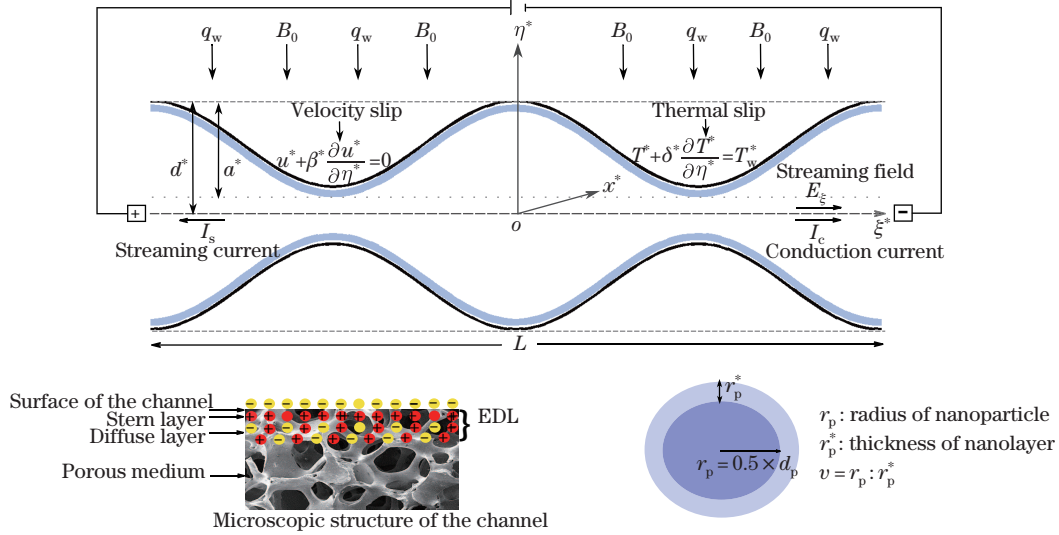 η*
q_w B_0 q_w B_0 B_0 q_w B_0 q_w
Velocity slip
Thermal slip
u*+β* ∂u*/∂η* =0
T*+δ* ∂T*/∂η* =T_w*
d*
a*
x*
Streaming field
E_ξ
+
−
o
ξ*
I_s
I_c
Streaming current
Conduction current
L
Surface of the channel
Stern layer
Diffuse layer
EDL
Porous medium
Microscopic structure of the channel
r_p*
r_p=0.5×d_p
r_p: radius of nanoparticle
r_p*: thickness of nanolayer
v=r_p:r_p*